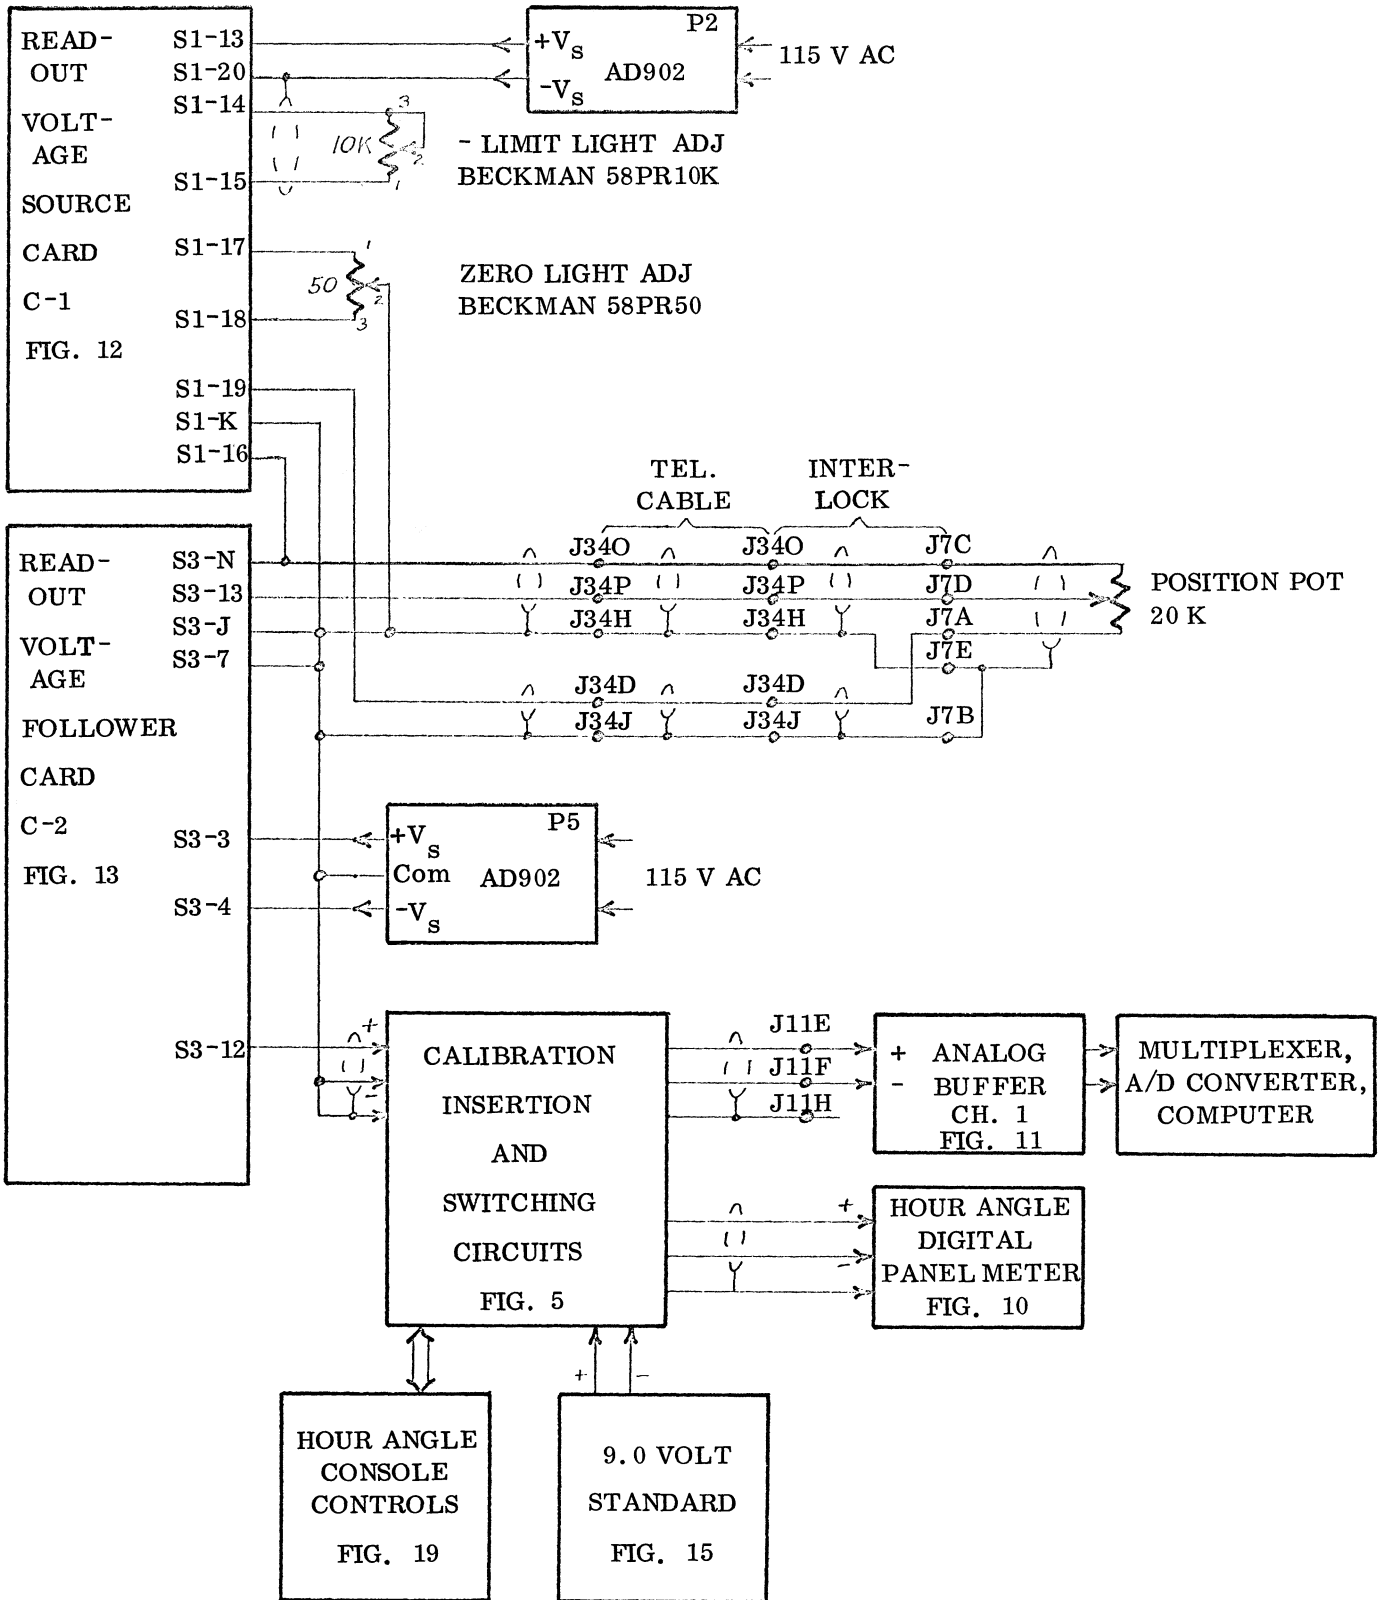 READ-
OUT
VOLT-
AGE
SOURCE
CARD
C-1
FIG. 12
S1-13
S1-20
S1-14
S1-15
S1-17
S1-18
S1-19
S1-K
S1-16
+Vs
-Vs
P2
AD902
115 V AC
3
10K
2
1
- LIMIT LIGHT ADJ
BECKMAN 58PR10K
1
50
2
3
ZERO LIGHT ADJ
BECKMAN 58PR50
TEL.
CABLE
INTER-
LOCK
READ-
OUT
VOLT-
AGE
FOLLOWER
CARD
C-2
FIG. 13
S3-N
S3-13
S3-J
S3-7
S3-3
S3-4
S3-12
J34O
J34O
J7C
J34P
J34P
J7D
J34H
J34H
J7A
J7E
J34D
J34D
J34J
J34J
J7B
POSITION POT
20 K
+Vs
Com
-Vs
P5
AD902
115 V AC
+
-
CALIBRATION
INSERTION
AND
SWITCHING
CIRCUITS
FIG. 5
J11E
J11F
J11H
+ ANALOG
- BUFFER
CH. 1
FIG. 11
MULTIPLEXER,
A/D CONVERTER,
COMPUTER
+
-
HOUR ANGLE
DIGITAL
PANEL METER
FIG. 10
+
-
HOUR ANGLE
CONSOLE
CONTROLS
FIG. 19
9.0 VOLT
STANDARD
FIG. 15